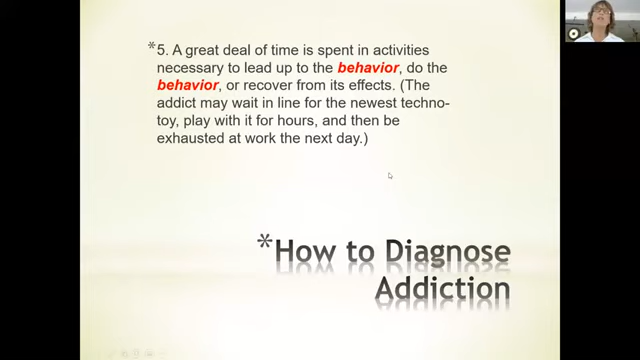 *5. A great deal of time is spent in activities
necessary to lead up to the behavior, do the
behavior, or recover from its effects. (The
addict may wait in line for the newest techno-
toy, play with it for hours, and then be
exhausted at work the next day.)
*How to Diagnose
Addiction